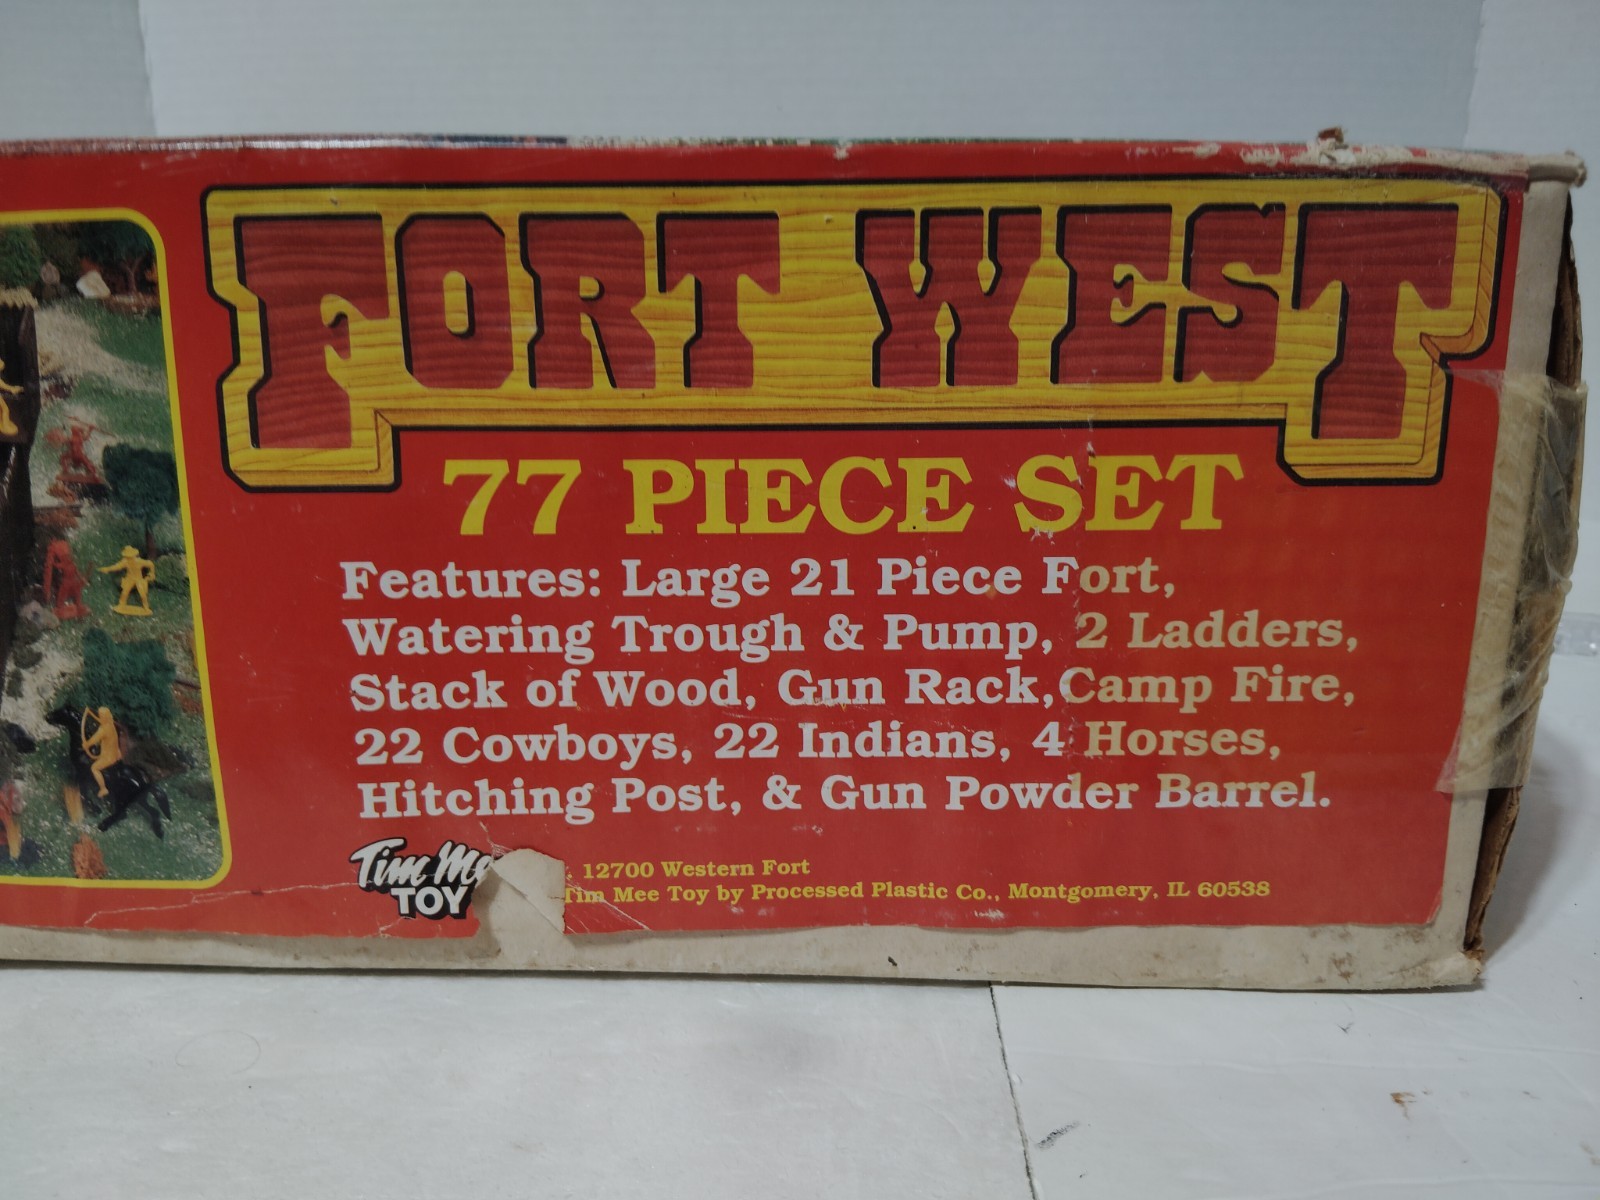 FORT WEST
77 PIECE SET
Features: Large 21 Piece Fort,
Watering Trough & Pump, 2 Ladders,
Stack of Wood, Gun Rack, Camp Fire,
22 Cowboys, 22 Indians, 4 Horses,
Hitching Post, & Gun Powder Barrel.
Tim Mee
TOY
12700 Western Fort
Tim Mee Toy by Processed Plastic Co., Montgomery, IL 60538